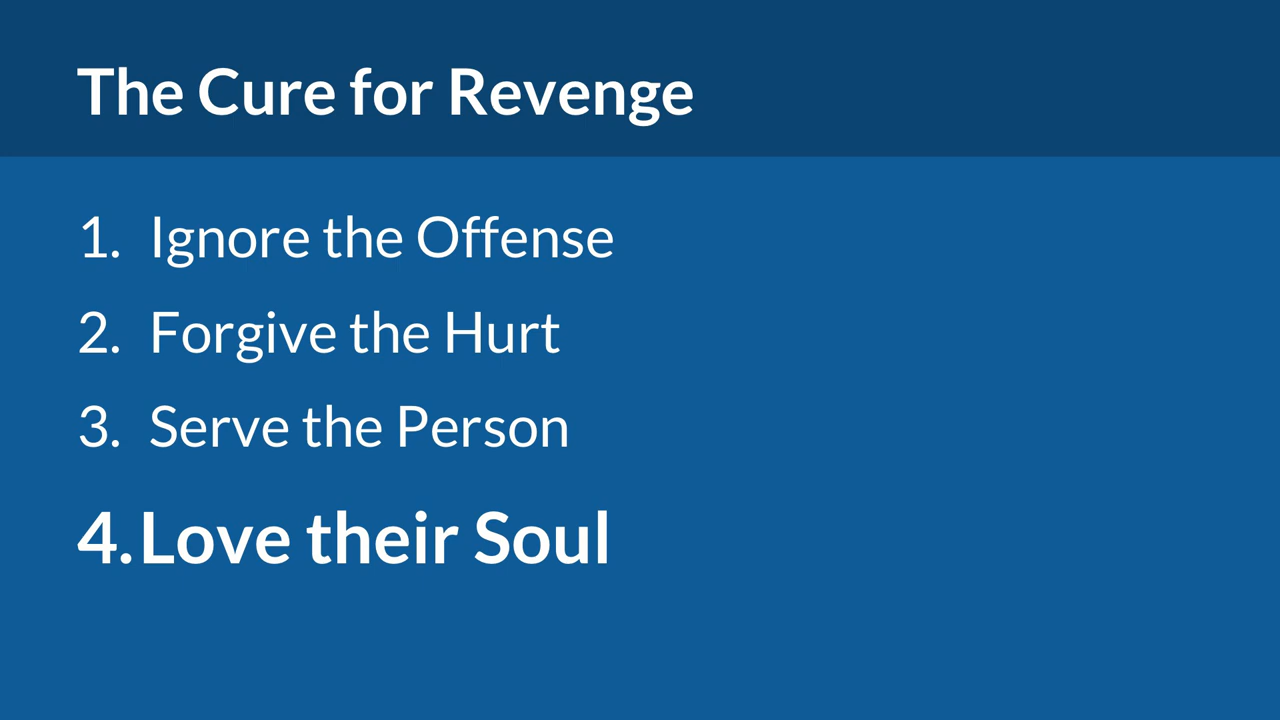 The Cure for Revenge
1. Ignore the Offense
2. Forgive the Hurt
3. Serve the Person
4. Love their Soul